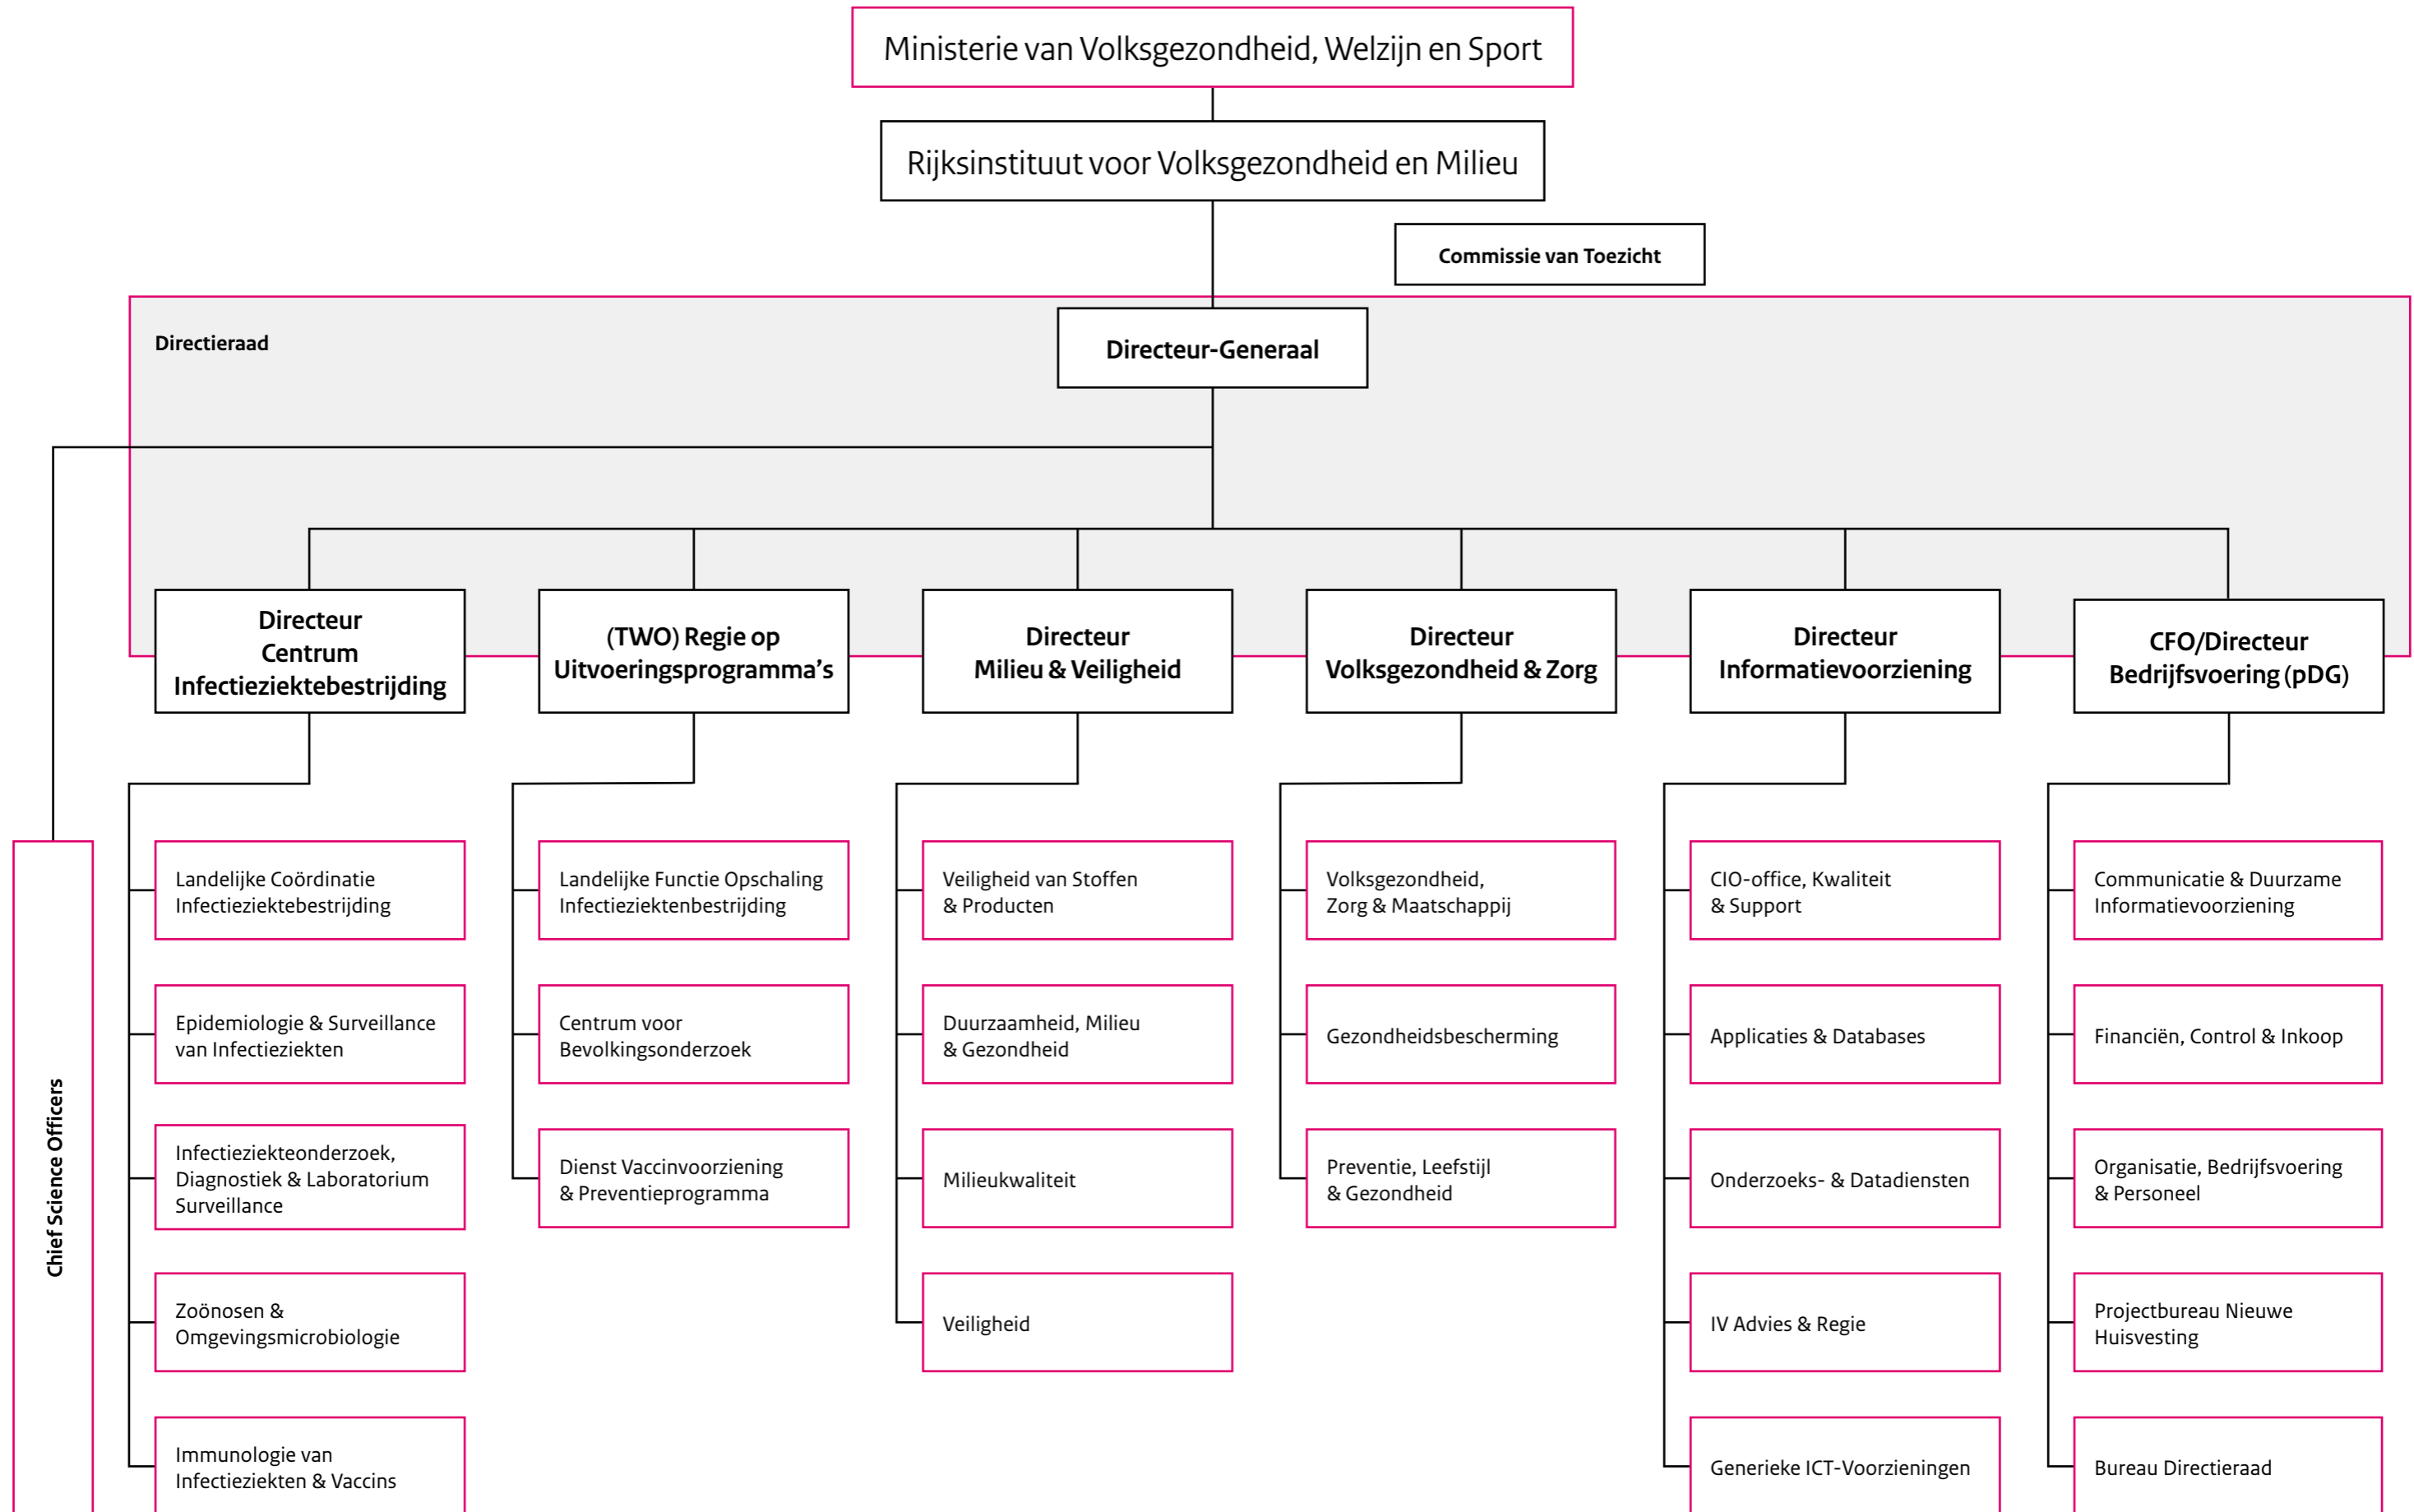 Ministerie van Volksgezondheid, Welzijn en Sport
Rijksinstituut voor Volksgezondheid en Milieu
Commissie van Toezicht
Directieraad
Directeur-Generaal
Directeur
Centrum
Infectieziektebestrijding
(TWO) Regie op
Uitvoeringsprogramma's
Directeur
Milieu & Veiligheid
Directeur
Volksgezondheid & Zorg
Directeur
Informatievoorziening
CFO/Directeur
Bedrijfsvoering (pDG)
Chief Science Officers
Landelijke Coördinatie
Infectieziektebestrijding
Epidemiologie & Surveillance
van Infectieziekten
Infectieziekteonderzoek,
Diagnostiek & Laboratorium
Surveillance
Zoönosen &
Omgevingsmicrobiologie
Immunologie van
Infectieziekten & Vaccins
Landelijke Functie Opschaling
Infectieziektenbestrijding
Centrum voor
Bevolkingsonderzoek
Dienst Vaccinvoorziening
& Preventieprogramma
Veiligheid van Stoffen
& Producten
Duurzaamheid, Milieu
& Gezondheid
Milieukwaliteit
Veiligheid
Volksgezondheid,
Zorg & Maatschappij
Gezondheidsbescherming
Preventie, Leefstijl
& Gezondheid
CIO-office, Kwaliteit
& Support
Applicaties & Databases
Onderzoeks- & Datadiensten
IV Advies & Regie
Generieke ICT-Voorzieningen
Communicatie & Duurzame
Informatievoorziening
Financiën, Control & Inkoop
Organisatie, Bedrijfsvoering
& Personeel
Projectbureau Nieuwe
Huisvesting
Bureau Directieraad